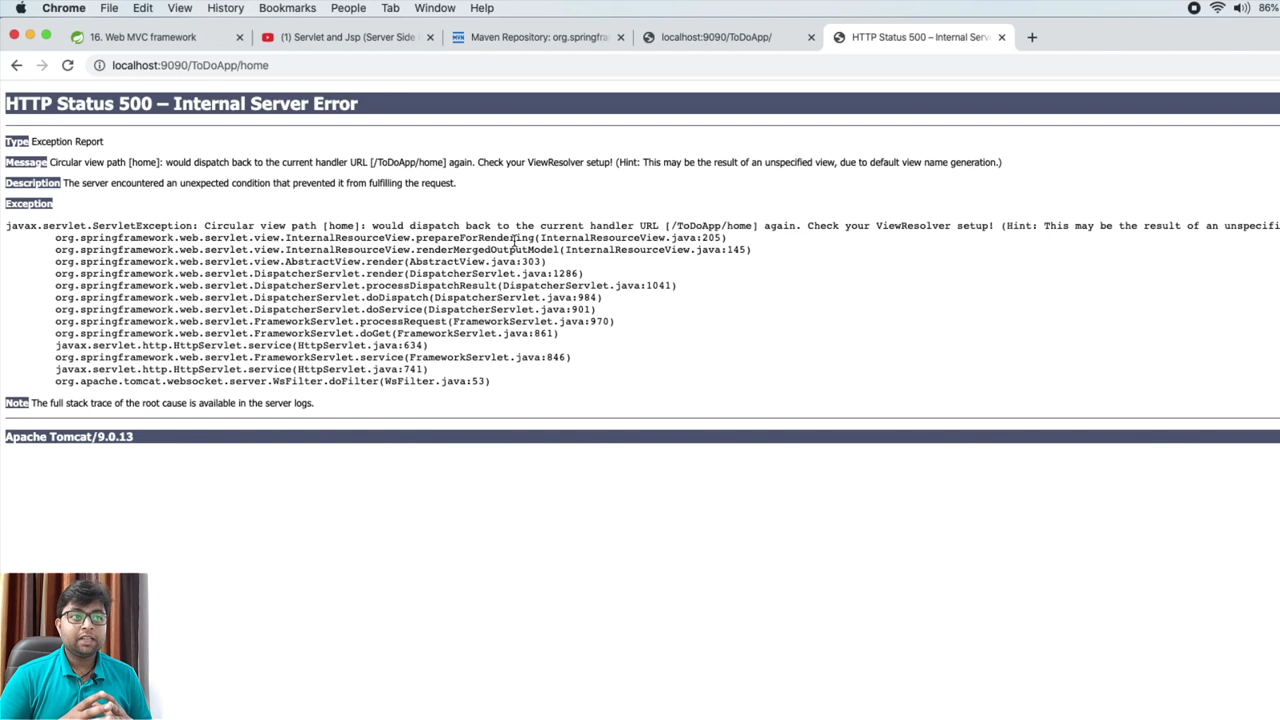 Chrome File Edit View History Bookmarks People Tab Window Help 86%
16. Web MVC framework (1) Servlet and Jsp (Server Side Maven Repository: org.springfra localhost:9090/ToDoApp/ HTTP Status 500 – Internal Serve
localhost:9090/ToDoApp/home
HTTP Status 500 – Internal Server Error
Type Exception Report
Message Circular view path [home]: would dispatch back to the current handler URL [/ToDoApp/home] again. Check your ViewResolver setup! (Hint: This may be the result of an unspecified view, due to default view name generation.)
Description The server encountered an unexpected condition that prevented it from fulfilling the request.
Exception
javax.servlet.ServletException: Circular view path [home]: would dispatch back to the current handler URL [/ToDoApp/home] again. Check your ViewResolver setup! (Hint: This may be the result of an unspecifi
org.springframework.web.servlet.view.InternalResourceView.prepareForRendering(InternalResourceView.java:205)
org.springframework.web.servlet.view.InternalResourceView.renderMergedOutputModel(InternalResourceView.java:145)
org.springframework.web.servlet.view.AbstractView.render(AbstractView.java:303)
org.springframework.web.servlet.DispatcherServlet.render(DispatcherServlet.java:1286)
org.springframework.web.servlet.DispatcherServlet.processDispatchResult(DispatcherServlet.java:1041)
org.springframework.web.servlet.DispatcherServlet.doDispatch(DispatcherServlet.java:984)
org.springframework.web.servlet.DispatcherServlet.doService(DispatcherServlet.java:901)
org.springframework.web.servlet.FrameworkServlet.processRequest(FrameworkServlet.java:970)
org.springframework.web.servlet.FrameworkServlet.doGet(FrameworkServlet.java:861)
javax.servlet.http.HttpServlet.service(HttpServlet.java:634)
org.springframework.web.servlet.FrameworkServlet.service(FrameworkServlet.java:846)
javax.servlet.http.HttpServlet.service(HttpServlet.java:741)
org.apache.tomcat.websocket.server.WsFilter.doFilter(WsFilter.java:53)
Note The full stack trace of the root cause is available in the server logs.
Apache Tomcat/9.0.13